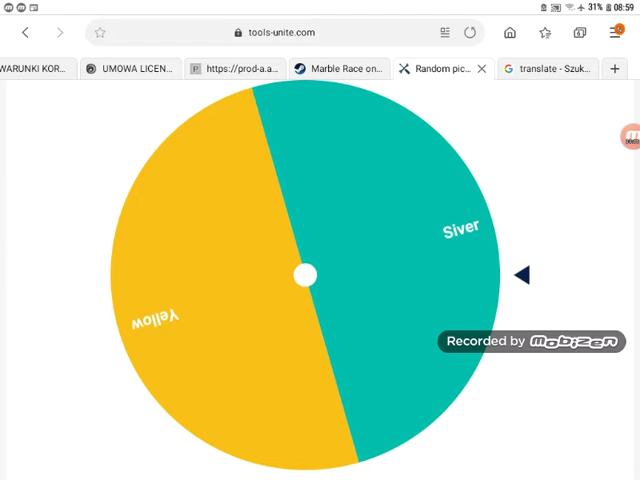 31% 08:59
tools-unite.com
WARUNKI KOR...
UMOWA LICEN...
https://prod-a.a...
Marble Race on...
Random pic...
translate - Szuk...
Siver
Yellow
Recorded by mobizen